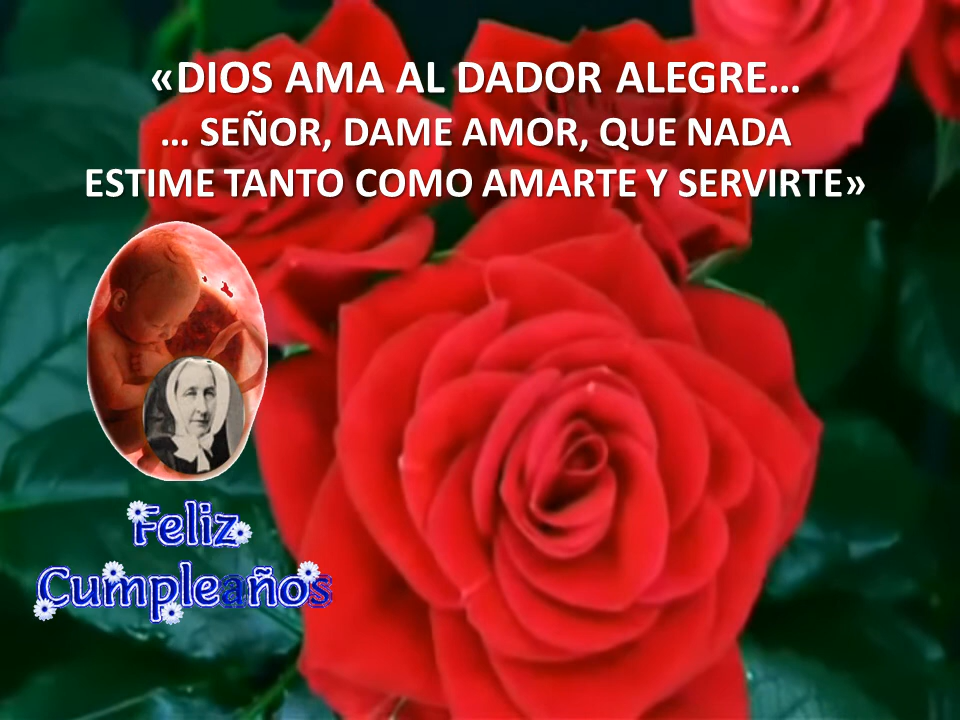 «DIOS AMA AL DADOR ALEGRE...
... SEÑOR, DAME AMOR, QUE NADA
ESTIME TANTO COMO AMARTE Y SERVIRTE»
Feliz
Cumpleaños